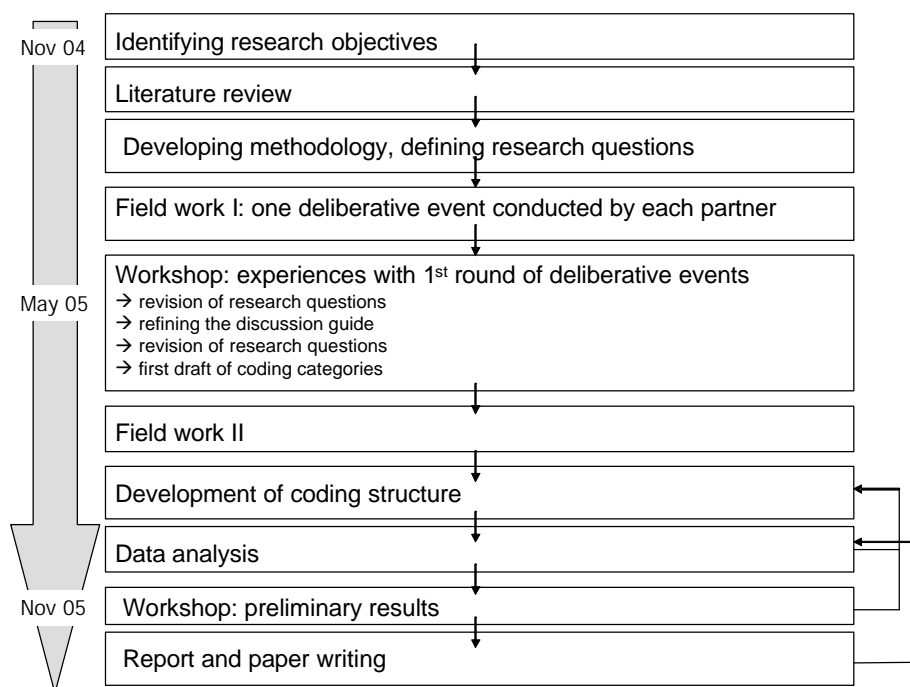 Nov 04
Identifying research objectives
Literature review
Developing methodology, defining research questions
Field work I: one deliberative event conducted by each partner
Workshop: experiences with 1st round of deliberative events
May 05
→ revision of research questions
→ refining the discussion guide
→ revision of research questions
→ first draft of coding categories
Field work II
Development of coding structure
Data analysis
Nov 05
Workshop: preliminary results
Report and paper writing